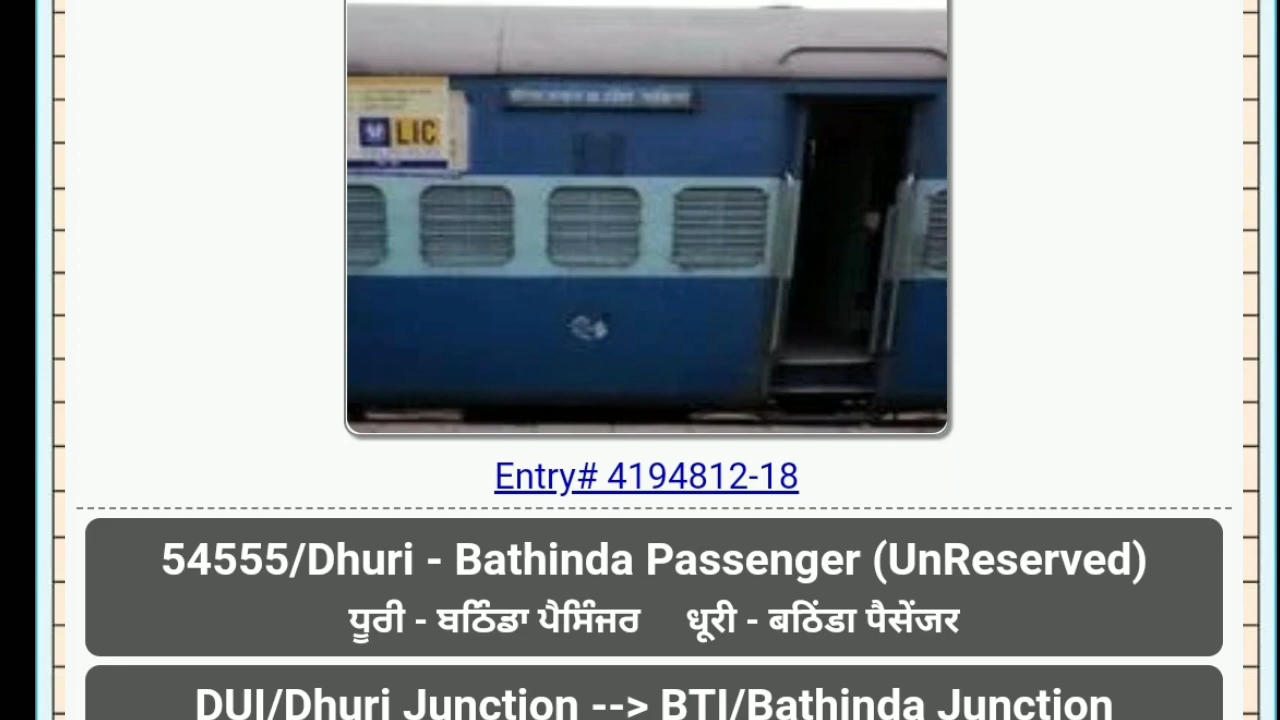 LIC
Entry# 4194812-18
54555/Dhuri - Bathinda Passenger (UnReserved)
ਧੂਰੀ - ਬਠਿੰਡਾ ਪੈਸਿੰਜਰ धूरी - बठिंडा पैसेंजर
DUI/Dhuri Junction --> BTI/Bathinda Junction